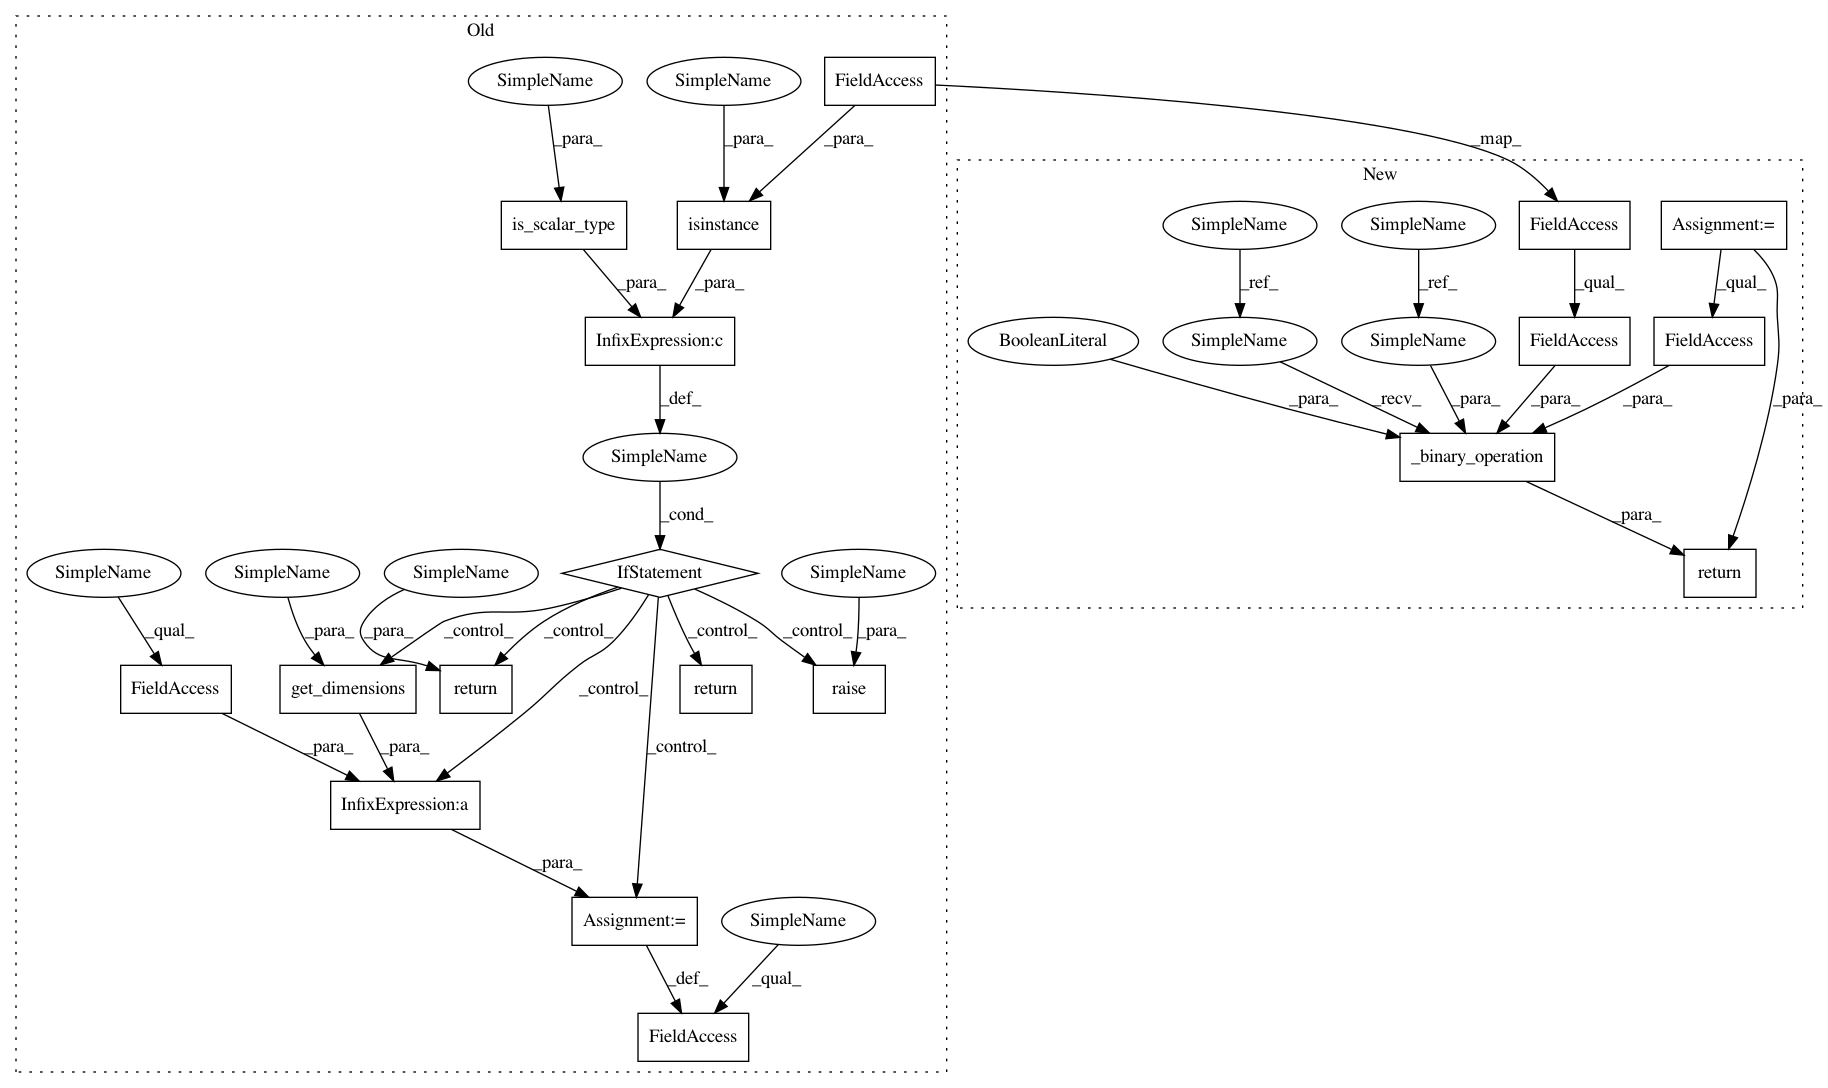 Old
SimpleName
SimpleName
FieldAccess
_para_
_para_
_para_
_map_
New
is_scalar_type
isinstance
SimpleName
SimpleName
FieldAccess
Assignment:=
_para_
_para_
_ref_
_ref_
_qual_
_qual_
InfixExpression:c
BooleanLiteral
SimpleName
SimpleName
FieldAccess
FieldAccess
_def_
_para_
_recv_
_para_
_para_
_para_
_para_
SimpleName
_binary_operation
_cond_
_para_
SimpleName
SimpleName
SimpleName
IfStatement
SimpleName
return
_qual_
_para_
_para_
_control_
_control_
_control_
_control_
_control_
_para_
FieldAccess
get_dimensions
return
return
raise
_para_
_para_
_control_
InfixExpression:a
_para_
Assignment:=
SimpleName
_def_
_qual_
FieldAccess